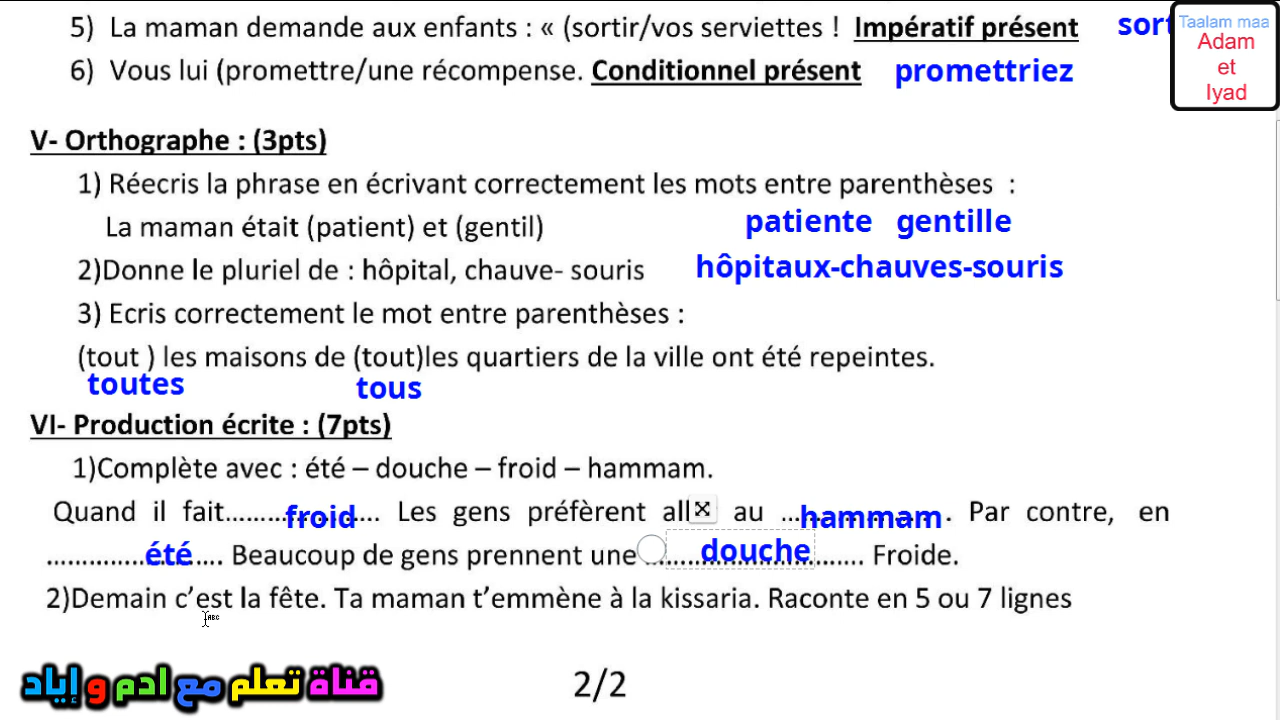 5) La maman demande aux enfants : « (sortir/vos serviettes ! Impératif présent sort
Taalam maa
Adam
et
Iyad
6) Vous lui (promettre/une récompense. Conditionnel présent promettriez
V- Orthographe : (3pts)
1) Réecris la phrase en écrivant correctement les mots entre parenthèses :
La maman était (patient) et (gentil) patiente gentille
2)Donne le pluriel de : hôpital, chauve- souris hôpitaux-chauves-souris
3) Ecris correctement le mot entre parenthèses :
(tout ) les maisons de (tout)les quartiers de la ville ont été repeintes.
toutes tous
VI- Production écrite : (7pts)
1)Complète avec : été – douche – froid – hammam.
Quand il fait………froid…. Les gens préfèrent all au …hammam. Par contre, en
……………été…. Beaucoup de gens prennent une ……douche……. Froide.
2)Demain c’est la fête. Ta maman t’emmène à la kissaria. Raconte en 5 ou 7 lignes
قناة تعلم مع ادم و إياد
2/2